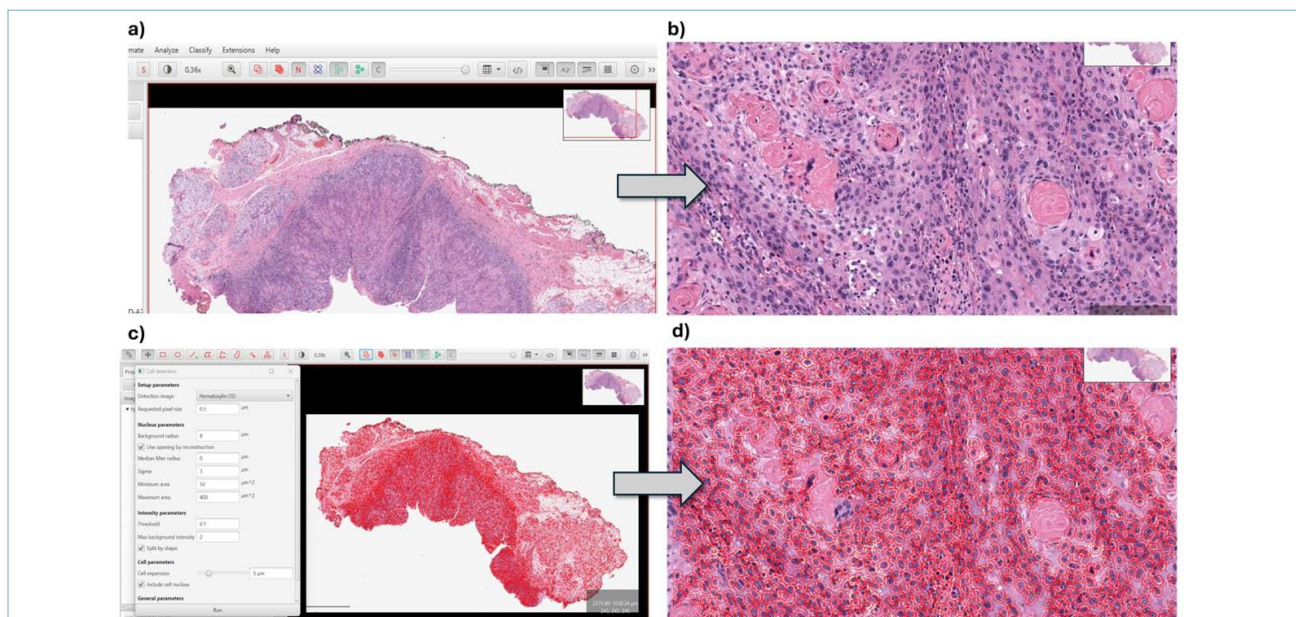 a)
b)
mate Analyze Classify Extensions Help
S 0.36x N C
c)
d)
S 0.28x N C
Cell detection
Setup parameters
Detection image Hematoxylin OD
Requested pixel size 0.5 µm
Nucleus parameters
Background radius 8 µm
Use opening by reconstruction
Median filter radius 0 µm
Sigma 3 µm
Minimum area 10 µm^2
Maximum area 400 µm^2
Intensity parameters
Threshold 0.1
Max background intensity 2
Split by shape
Cell parameters
Cell expansion 5 µm
Include cell nucleus
General parameters
Run